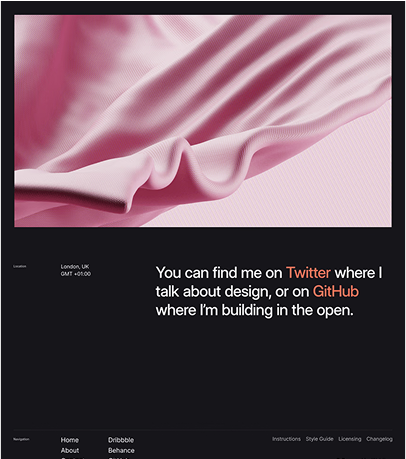 Location
London, UK
GMT +01:00
You can find me on Twitter where I
talk about design, or on GitHub
where I'm building in the open.
Navigation
Home
About
Dribbble
Behance
Instructions Style Guide Licensing Changelog